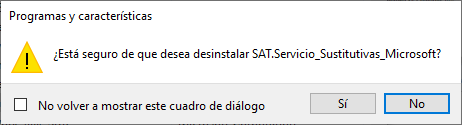 Programas y características
¿Está seguro de que desea desinstalar SAT.Servicio_Sustitutivas_Microsoft?
No volver a mostrar este cuadro de diálogo
Sí
No